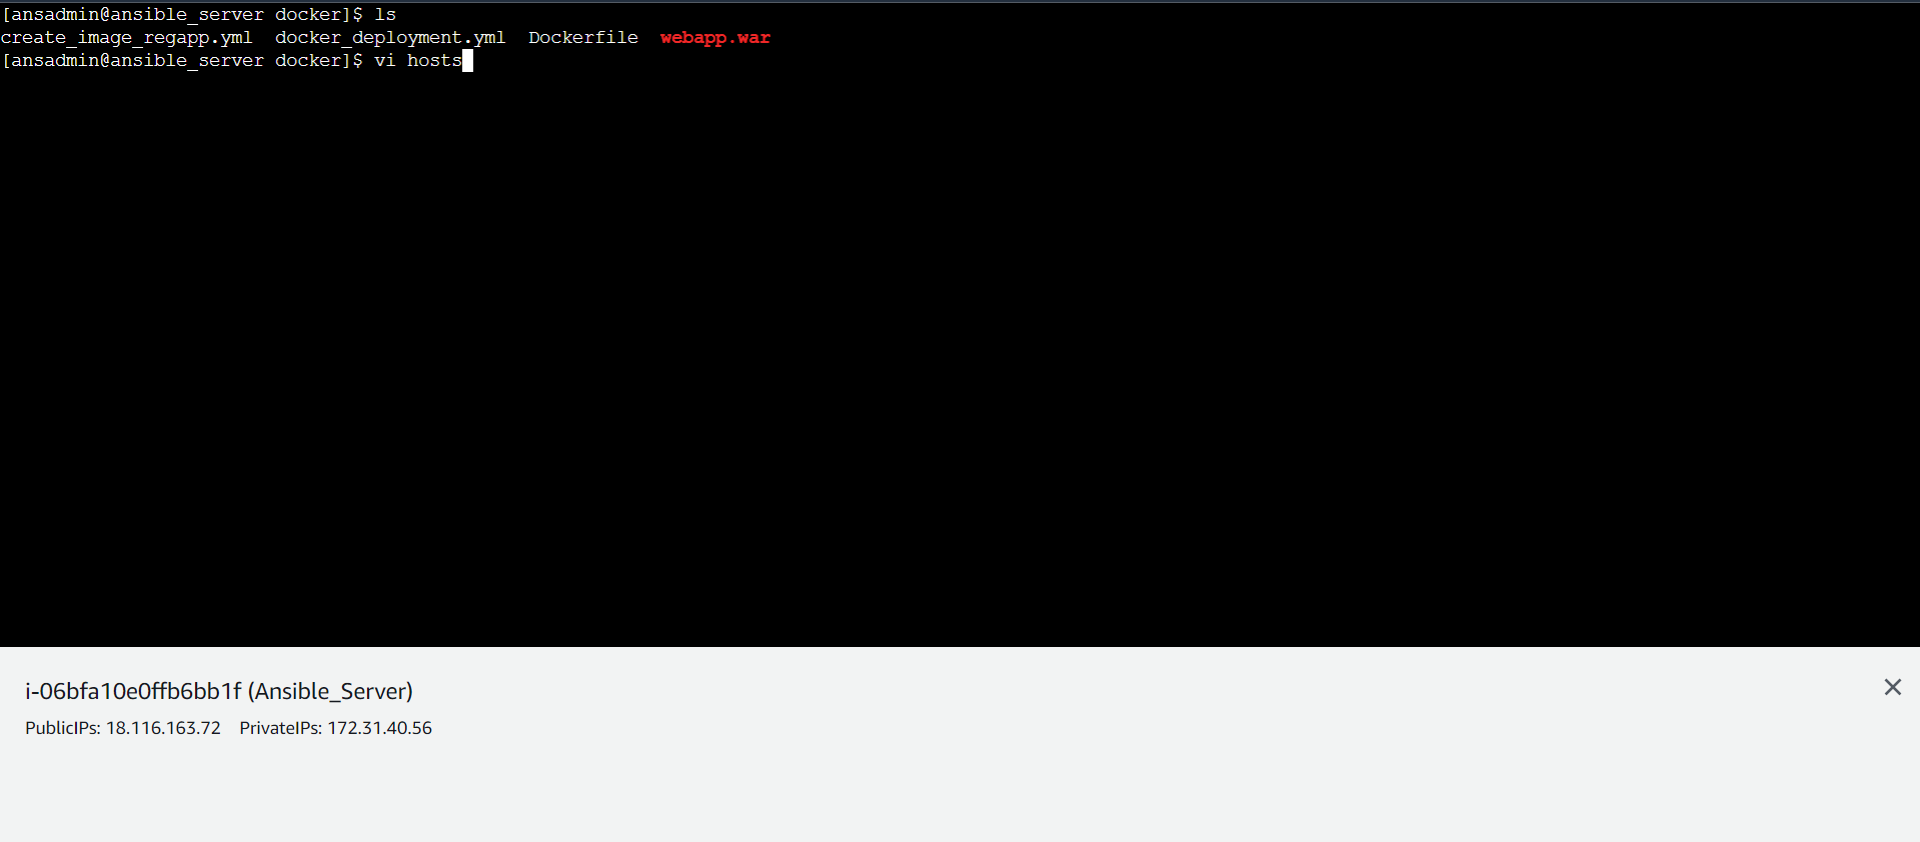 [ansadmin@ansible_server docker]$ ls
create_image_regapp.yml  docker_deployment.yml  Dockerfile  webapp.war
[ansadmin@ansible_server docker]$ vi hosts
i-06bfa10e0ffb6bb1f (Ansible_Server)
PublicIPs: 18.116.163.72    PrivateIPs: 172.31.40.56